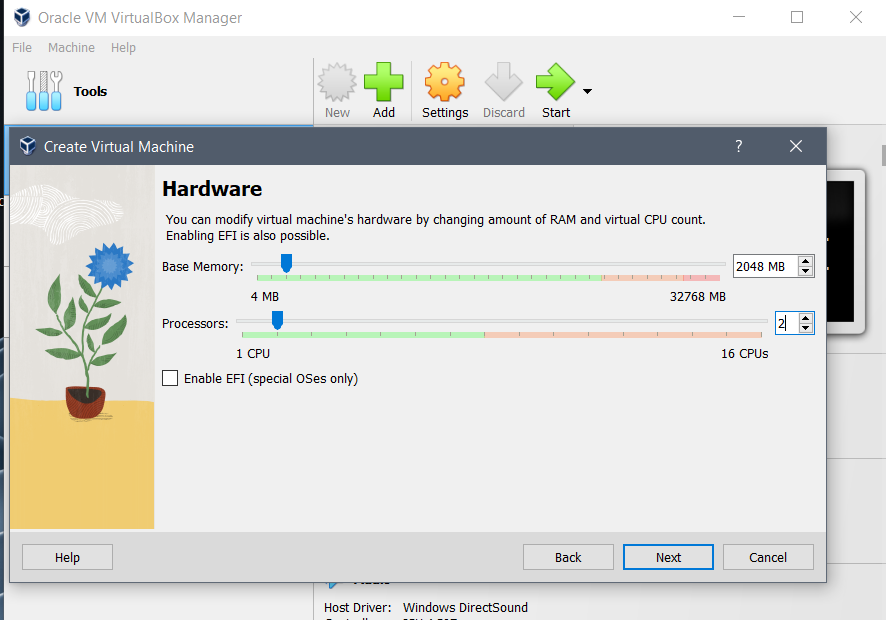 Oracle VM VirtualBox Manager
File Machine Help
Tools
New Add Settings Discard Start
Create Virtual Machine ?
Hardware
You can modify virtual machine's hardware by changing amount of RAM and virtual CPU count.
Enabling EFI is also possible.
Base Memory: 2048 MB
4 MB 32768 MB
Processors: 2
1 CPU 16 CPUs
Enable EFI (special OSes only)
Help Back Next Cancel
Host Driver: Windows DirectSound